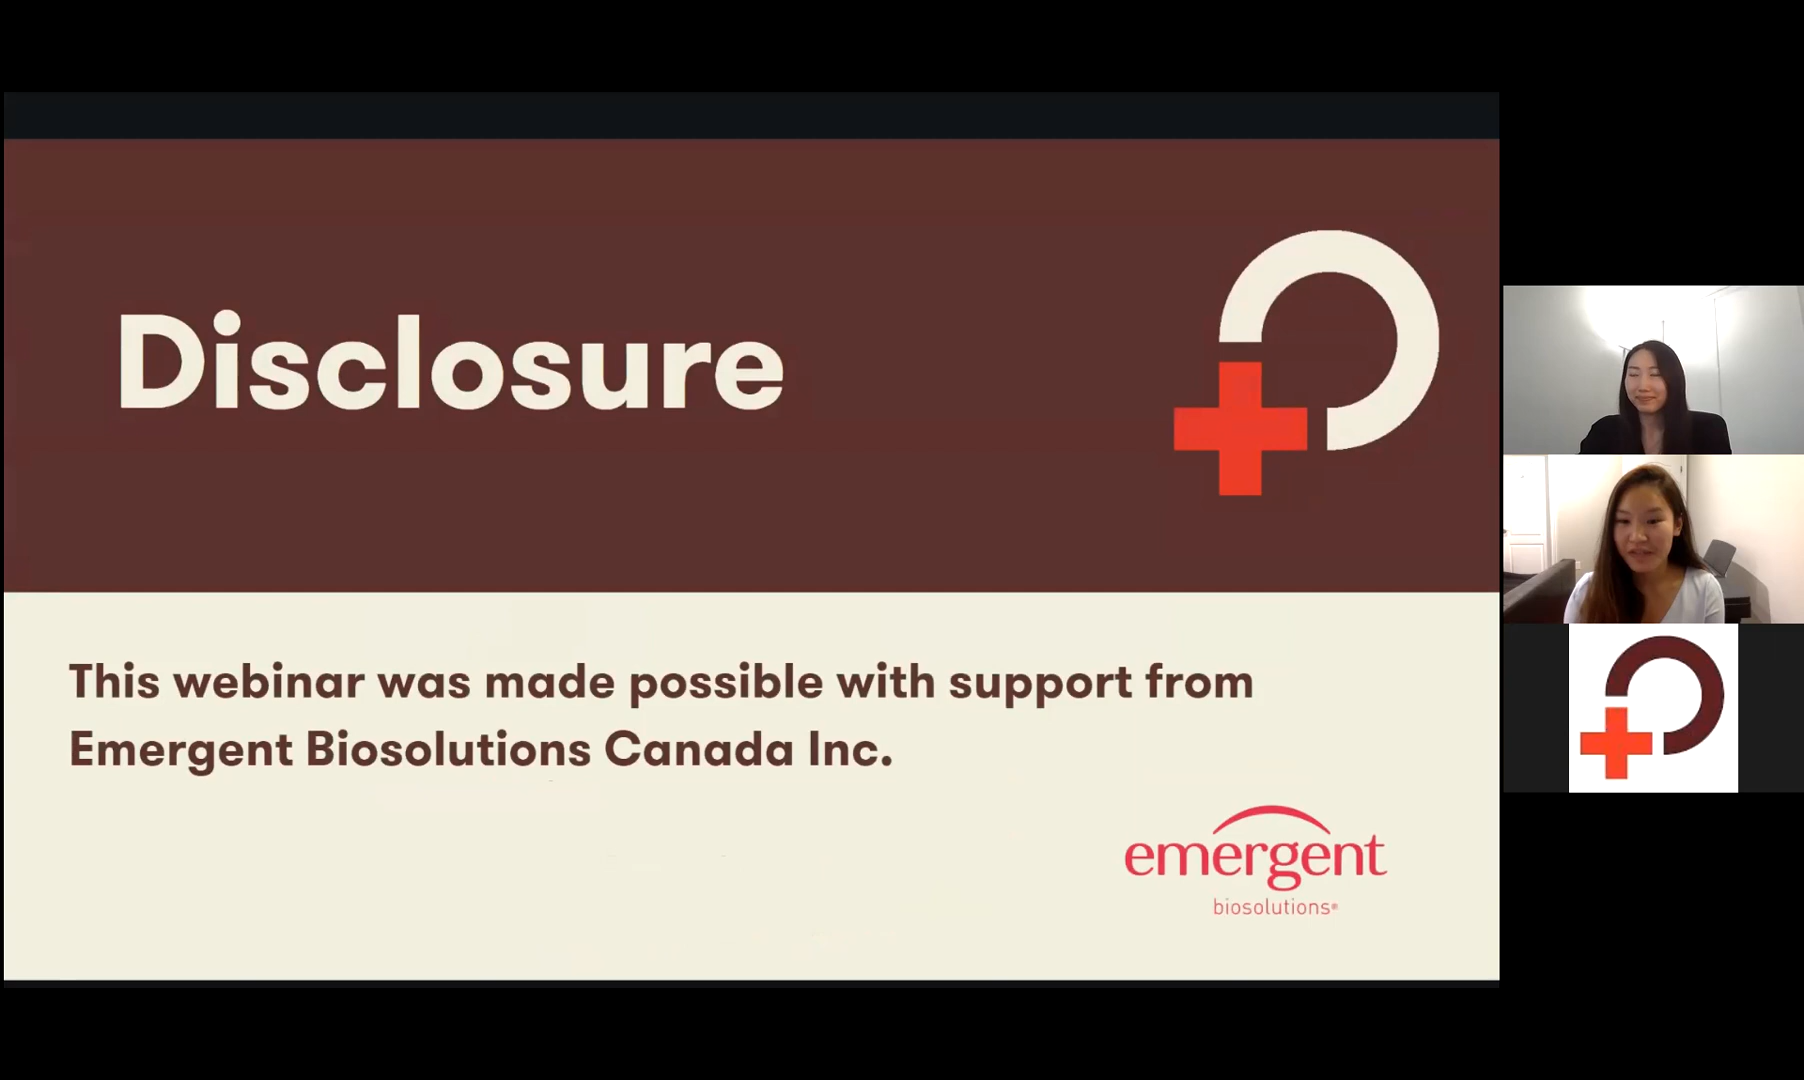 Disclosure
This webinar was made possible with support from
Emergent Biosolutions Canada Inc.
emergent
biosolutions®